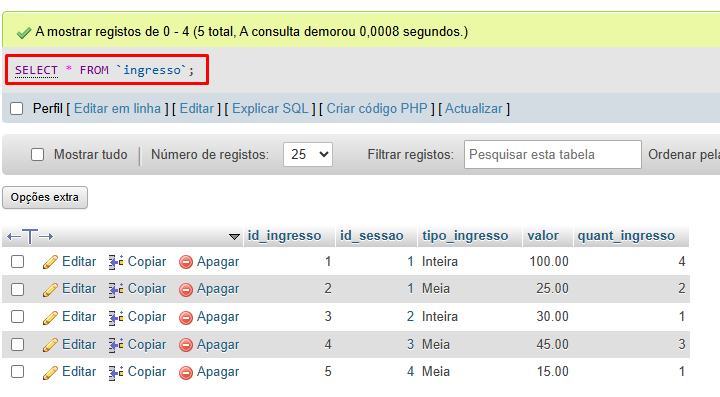 A mostrar registos de 0 - 4 (5 total, A consulta demorou 0,0008 segundos.)
SELECT * FROM `ingresso`;
Perfil [ Editar em linha ] [ Editar ] [ Explicar SQL ] [ Criar código PHP ] [ Actualizar ]
Mostrar tudo | Número de registos: 25 Filtrar registos: Pesquisar esta tabela Ordenar pela
Opções extra
←T→ id_ingresso id_sessao tipo_ingresso valor quant_ingresso
Editar Copiar Apagar 1 1 Inteira 100.00 4
Editar Copiar Apagar 2 1 Meia 25.00 2
Editar Copiar Apagar 3 2 Inteira 30.00 1
Editar Copiar Apagar 4 3 Meia 45.00 3
Editar Copiar Apagar 5 4 Meia 15.00 1